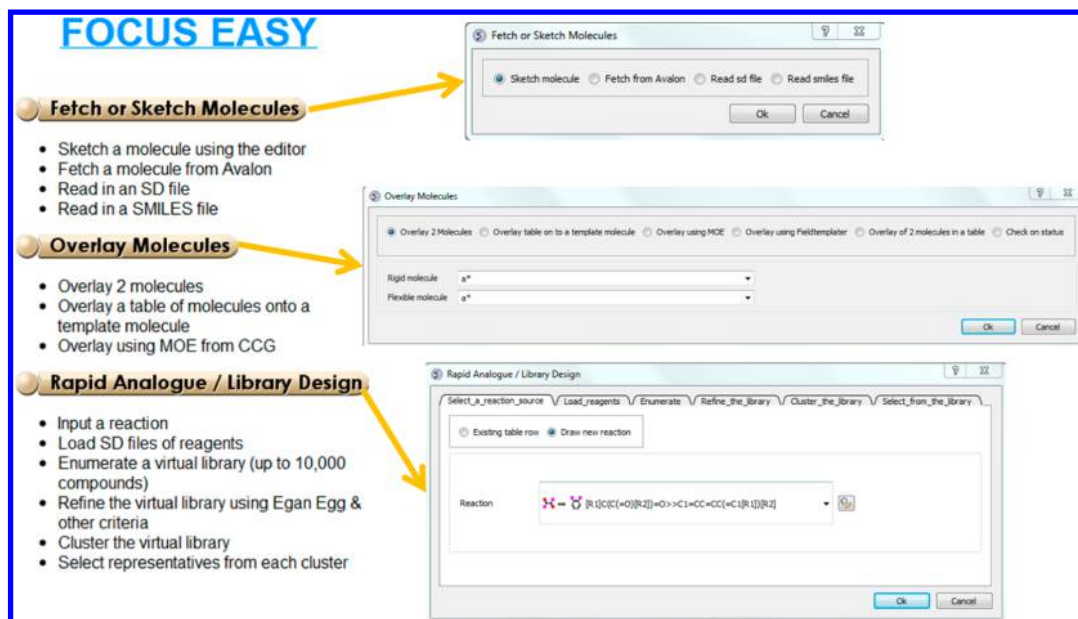 FOCUS EASY
Fetch or Sketch Molecules
• Sketch a molecule using the editor
• Fetch a molecule from Avalon
• Read in an SD file
• Read in a SMILES file
Overlay Molecules
• Overlay 2 molecules
• Overlay a table of molecules onto a
template molecule
• Overlay using MOE from CCG
Rapid Analogue / Library Design
• Input a reaction
• Load SD files of reagents
• Enumerate a virtual library (up to 10,000
compounds)
• Refine the virtual library using Egan Egg &
other criteria
• Cluster the virtual library
• Select representatives from each cluster
Fetch or Sketch Molecules
Sketch molecule Fetch from Avalon Read sd file Read smiles file
Ok Cancel
Overlay Molecules
Overlay 2 Molecules Overlay table on to a template molecule Overlay using MOE Overlay using Fieldtemplater Overlay of 2 molecules in a table Check on status
Rigid molecule a*
Flexible molecule a*
Ok Cancel
Rapid Analogue / Library Design
Select_a_reaction_source Load_reagents Enumerate Refine_the_library Cluster_the_library Select_from_the_library
Existing table row Draw new reaction
Reaction [R1]C(C(=O)[R2])=O>>C1=CC=CC(=C1[R1])[R2]
Ok Cancel